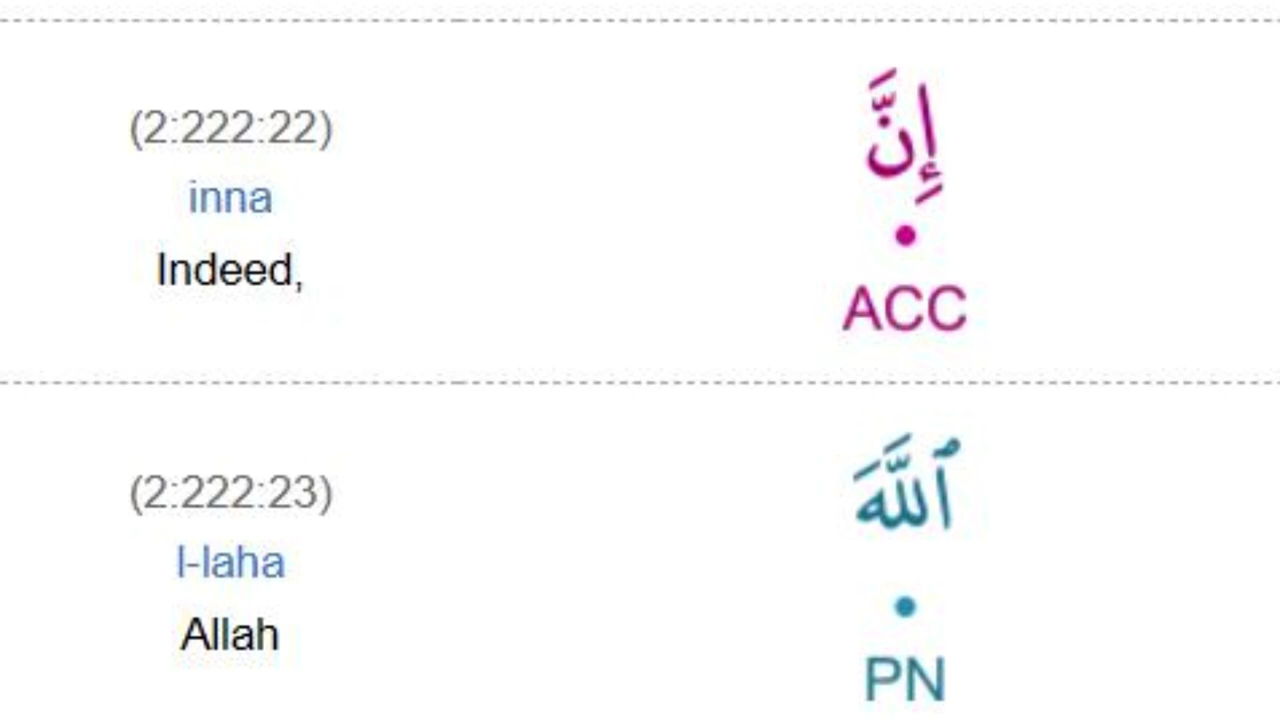 (2:222:22)
inna
Indeed,
إِنَّ
ACC
(2:222:23)
l-laha
Allah
ٱللَّهَ
PN